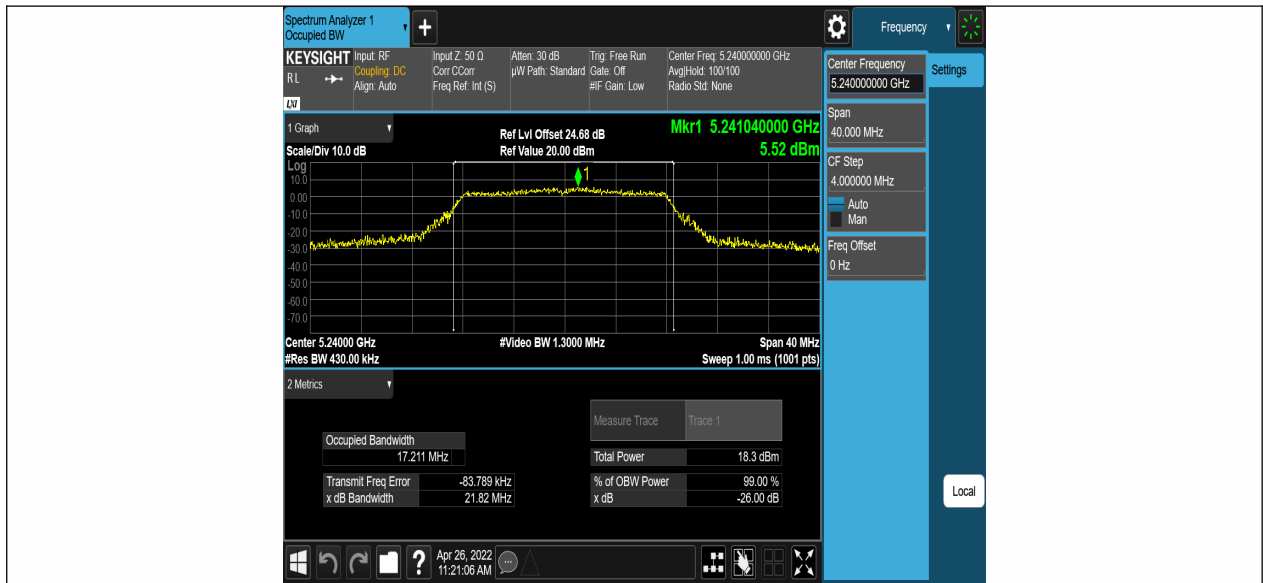 Spectrum Analyzer 1
Occupied BW
+
Frequency
KEYSIGHT
RL
LXI
Input: RF
Coupling: DC
Align: Auto
Input Z: 50 Ω
Corr CCorr
Freq Ref: Int (S)
Atten: 30 dB
µW Path: Standard
Trig: Free Run
Gate: Off
#IF Gain: Low
Center Freq: 5.240000000 GHz
Avg|Hold: 100/100
Radio Std: None
Center Frequency
5.240000000 GHz
Settings
Span
40.000 MHz
CF Step
4.000000 MHz
Auto
Man
Freq Offset
0 Hz
Local
1 Graph
Scale/Div 10.0 dB
Ref Lvl Offset 24.68 dB
Ref Value 20.00 dBm
Mkr1 5.241040000 GHz
5.52 dBm
Log
10.0
0.00
-10.0
-20.0
-30.0
-40.0
-50.0
-60.0
-70.0
1
Center 5.24000 GHz
#Res BW 430.00 kHz
#Video BW 1.3000 MHz
Span 40 MHz
Sweep 1.00 ms (1001 pts)
2 Metrics
Measure Trace
Trace 1
Occupied Bandwidth
17.211 MHz
Total Power
18.3 dBm
Transmit Freq Error
-83.789 kHz
% of OBW Power
99.00 %
x dB Bandwidth
21.82 MHz
x dB
-26.00 dB
?
Apr 26, 2022
11:21:06 AM